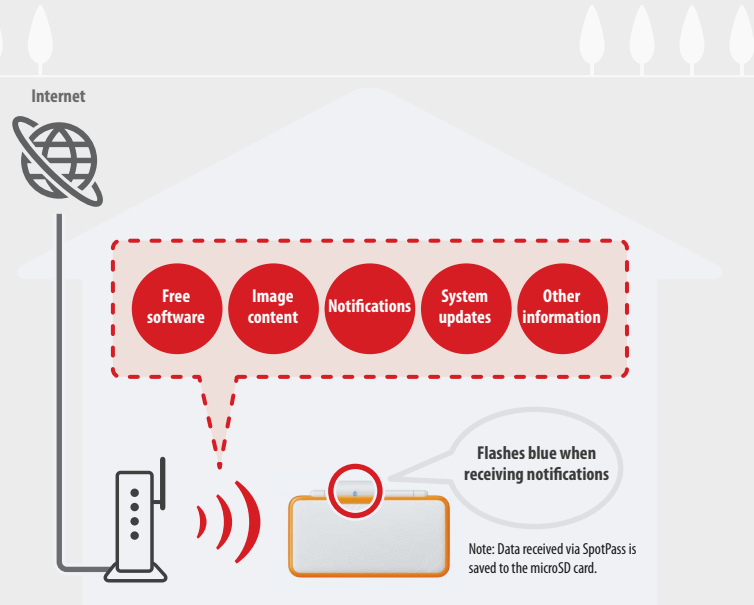 Internet
Free
software
Image
content
Notifications
System
updates
Other
information
Flashes blue when
receiving notifications
Note: Data received via SpotPass is
saved to the microSD card.